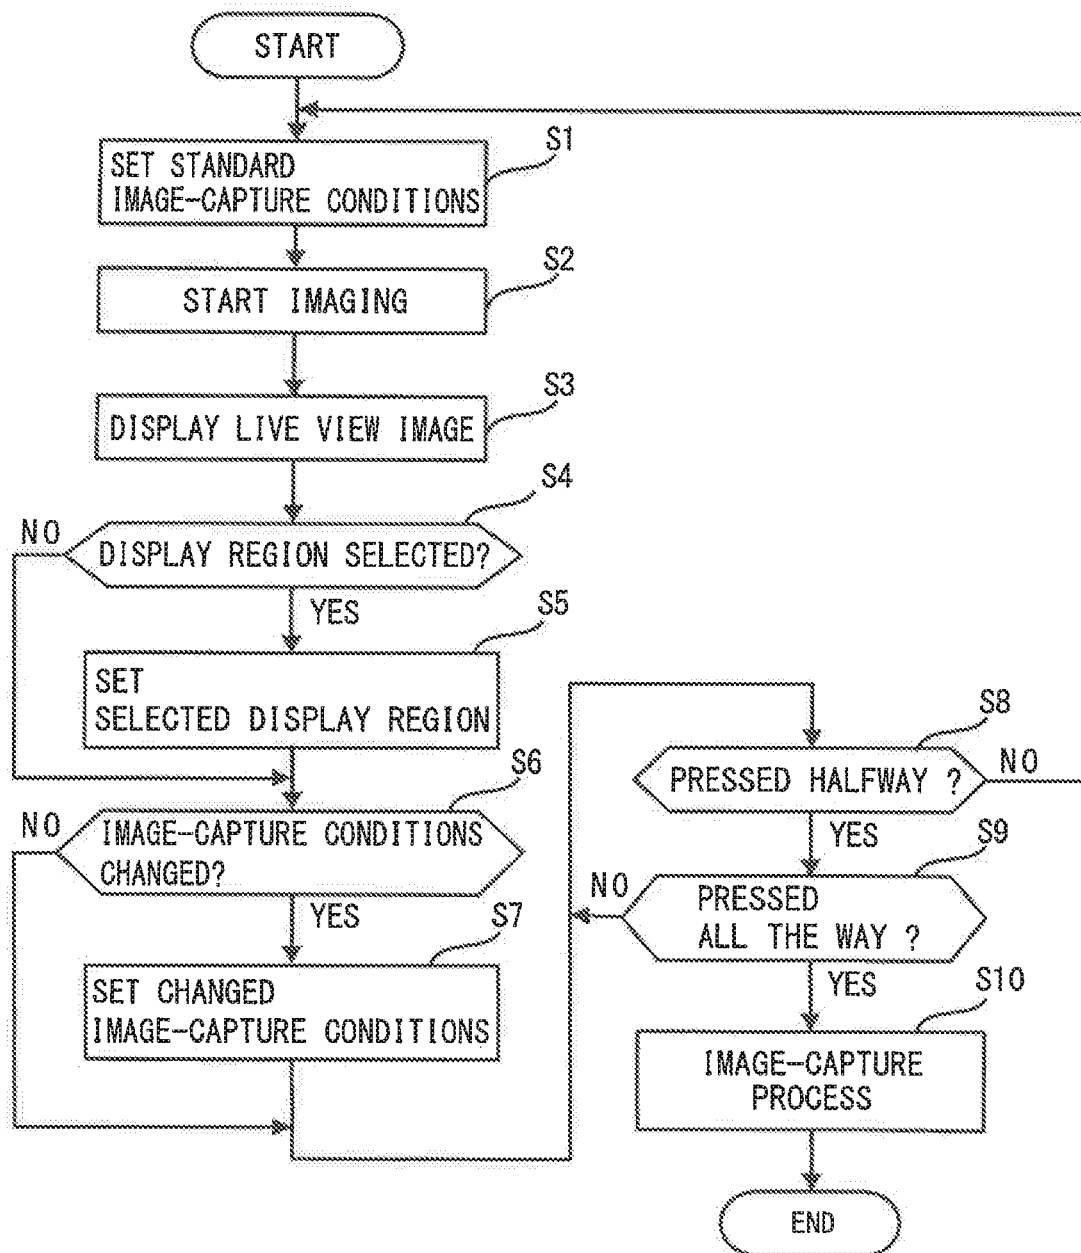 START
S1
SET STANDARD
IMAGE-CAPTURE CONDITIONS
S2
START IMAGING
S3
DISPLAY LIVE VIEW IMAGE
S4
NO
DISPLAY REGION SELECTED?
YES
S5
SET
SELECTED DISPLAY REGION
S6
NO
IMAGE-CAPTURE CONDITIONS
CHANGED?
YES
S7
SET CHANGED
IMAGE-CAPTURE CONDITIONS
S8
PRESSED HALFWAY ?
NO
YES
S9
NO
PRESSED
ALL THE WAY ?
YES
S10
IMAGE-CAPTURE
PROCESS
END